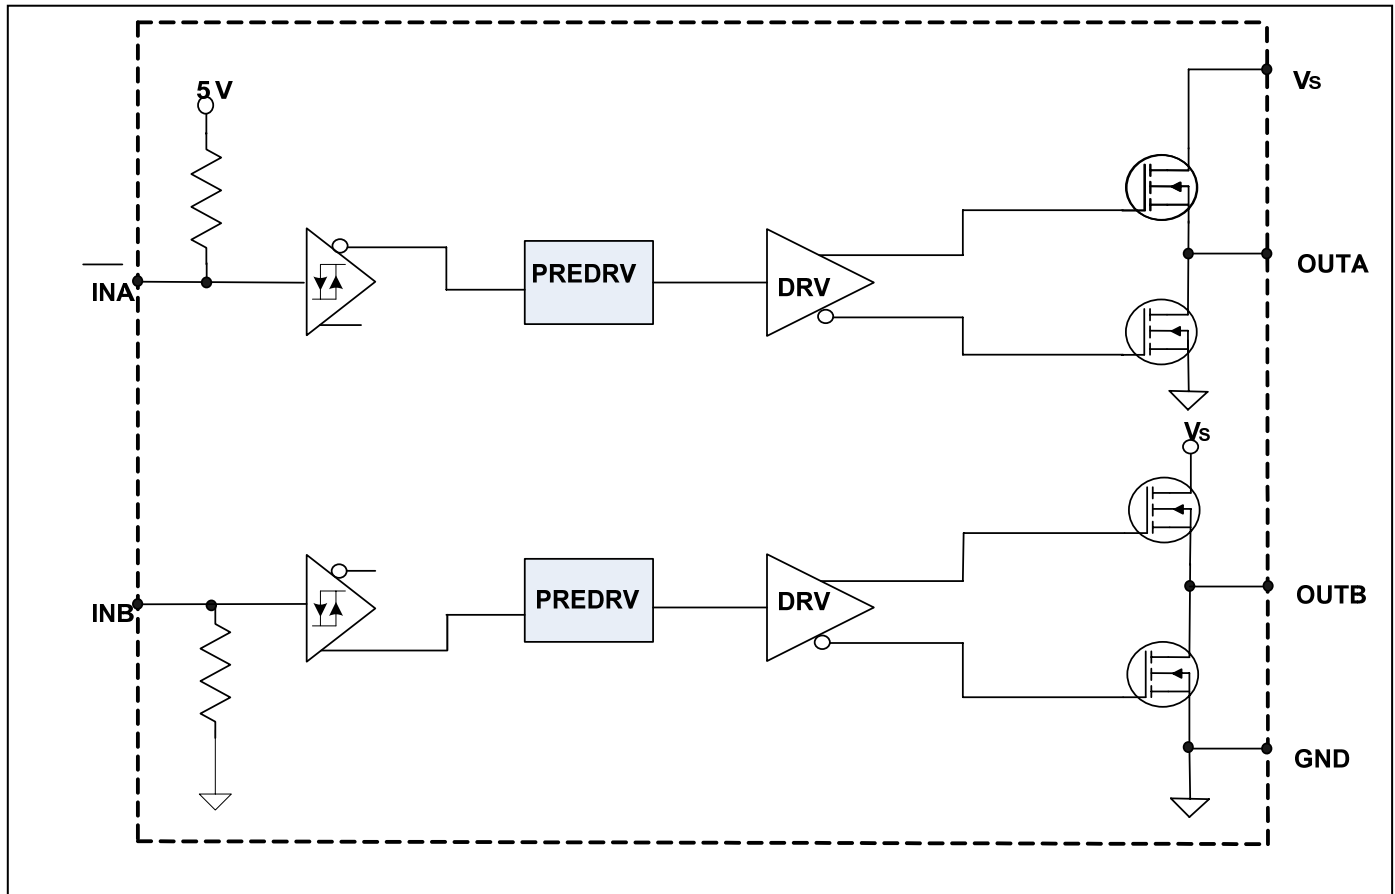 5 V
Vs
OUTA
INA
PREDRV
DRV
Vs
OUTB
INB
PREDRV
DRV
GND